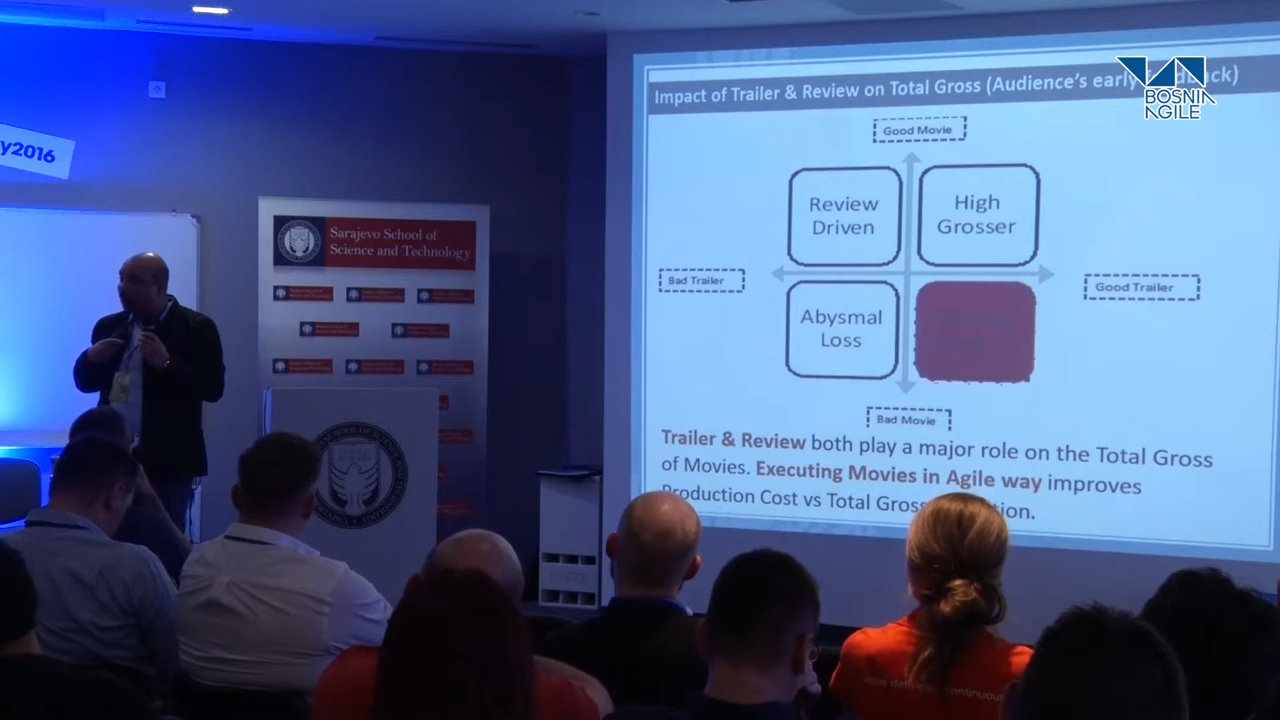 y2016
Sarajevo School of
Science and Technology
Impact of Trailer & Review on Total Gross (Audience's early
BOSNIA
AGILE
Good Movie
Review
Driven
High
Grosser
Bad Trailer
Good Trailer
Abysmal
Loss
Bad Movie
Trailer & Review both play a major role on the Total Gross
of Movies. Executing Movies in Agile way improves
Production Cost vs Total Gross
continuous